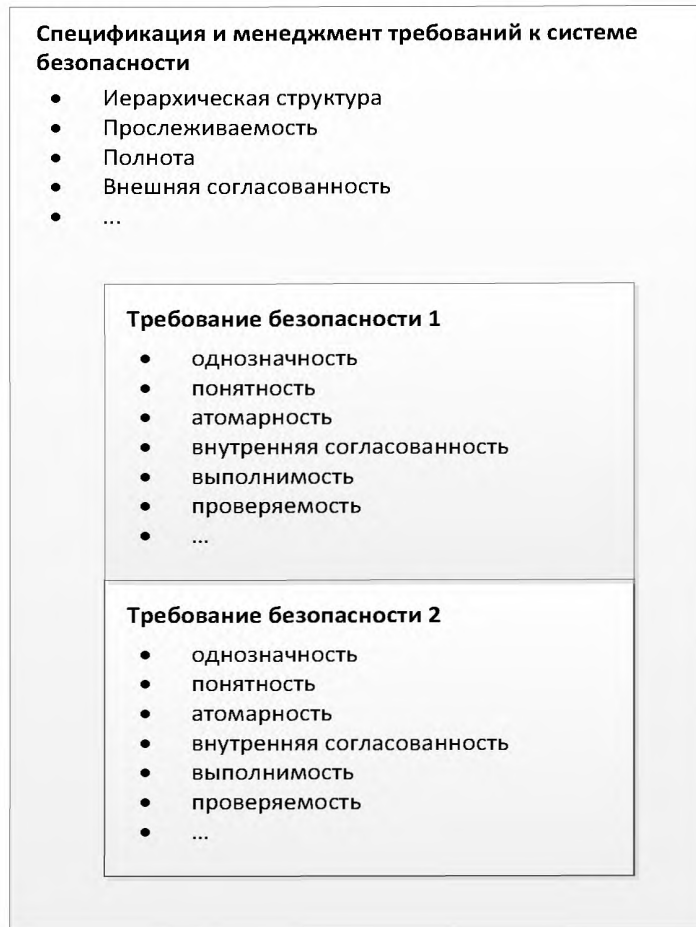 Спецификация и менеджмент требований к системе
безопасности
• Иерархическая структура
• Прослеживаемость
• Полнота
• Внешняя согласованность
• ...
Требование безопасности 1
• однозначность
• понятность
• атомарность
• внутренняя согласованность
• выполнимость
• проверяемость
• ...
Требование безопасности 2
• однозначность
• понятность
• атомарность
• внутренняя согласованность
• выполнимость
• проверяемость
• ...